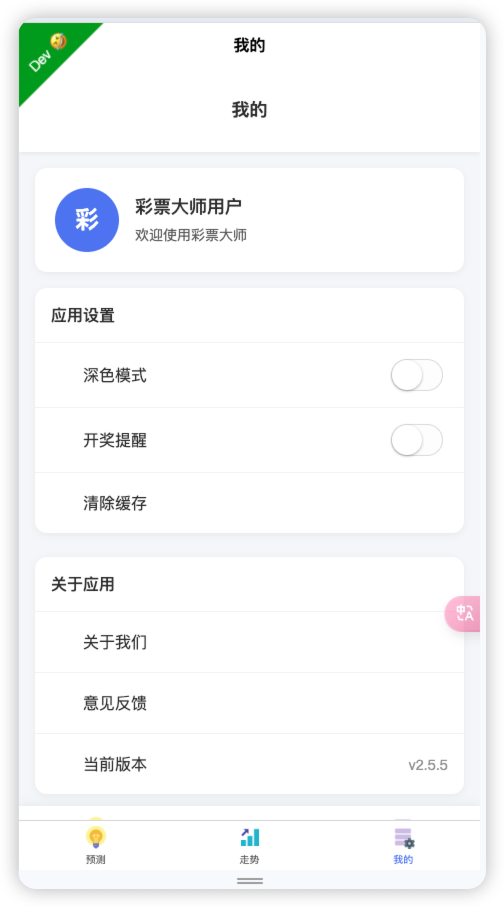 Dev
我的
我的
彩
彩票大师用户
欢迎使用彩票大师
应用设置
深色模式
开奖提醒
清除缓存
关于应用
中
A
关于我们
意见反馈
当前版本
v2.5.5
预测
走势
我的